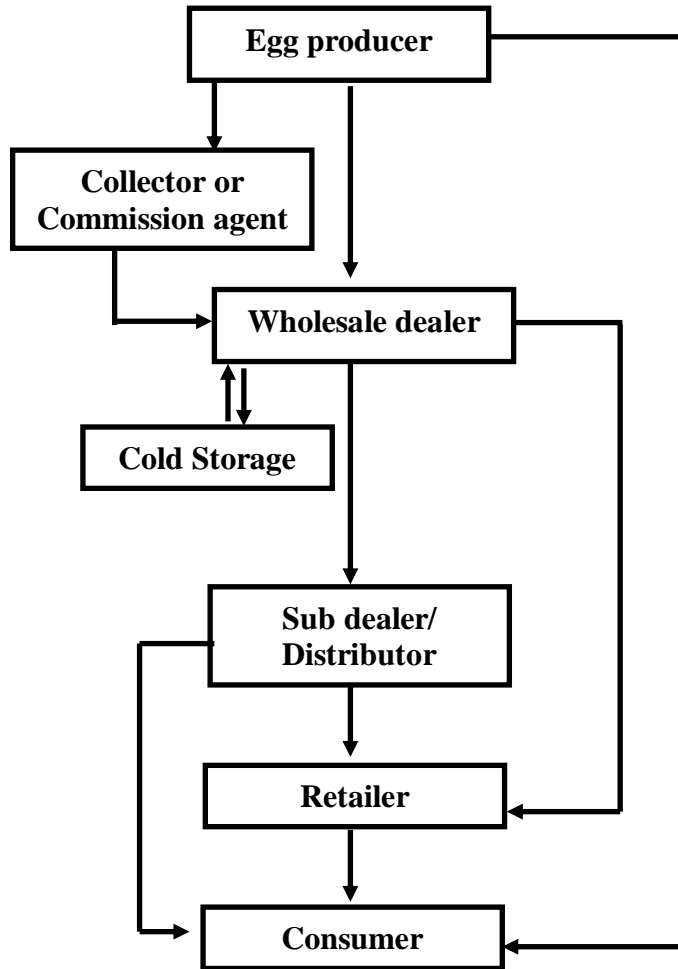 Egg producer
Collector or
Commission agent
Wholesale dealer
Cold Storage
Sub dealer/
Distributor
Retailer
Consumer